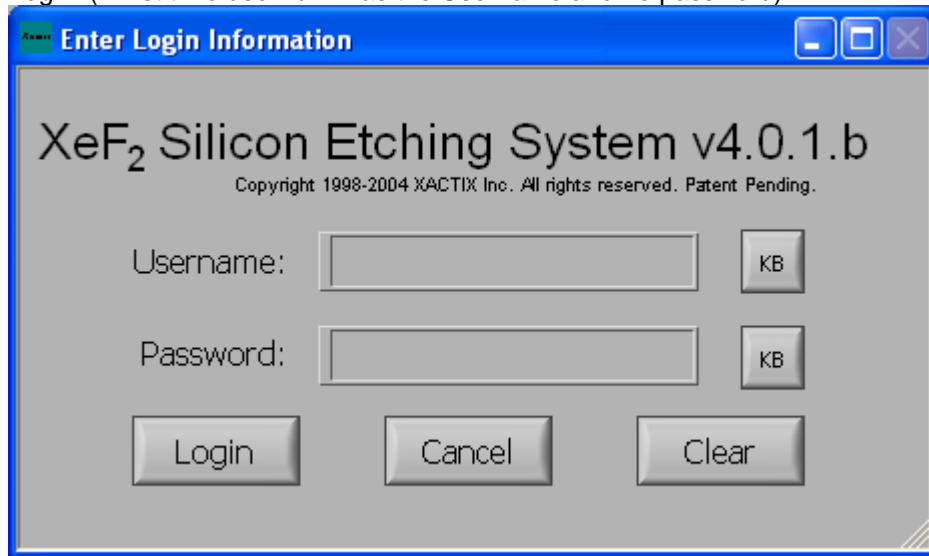 Enter Login Information
XeF₂ Silicon Etching System v4.0.1.b
Copyright 1998-2004 XACTIX Inc. All rights reserved. Patent Pending.
Username:
KB
Password:
KB
Login
Cancel
Clear